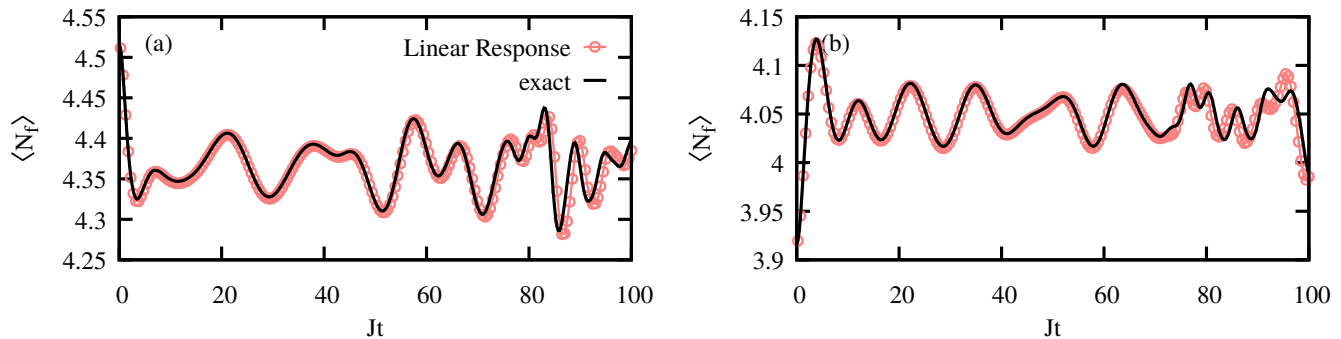 4.55
4.5
4.45
4.4
4.35
4.3
4.25
⟨N_f⟩
(a)
Linear Response
exact
0 20 40 60 80 100
Jt
4.15
4.1
4.05
4
3.95
3.9
⟨N_f⟩
(b)
0 20 40 60 80 100
Jt